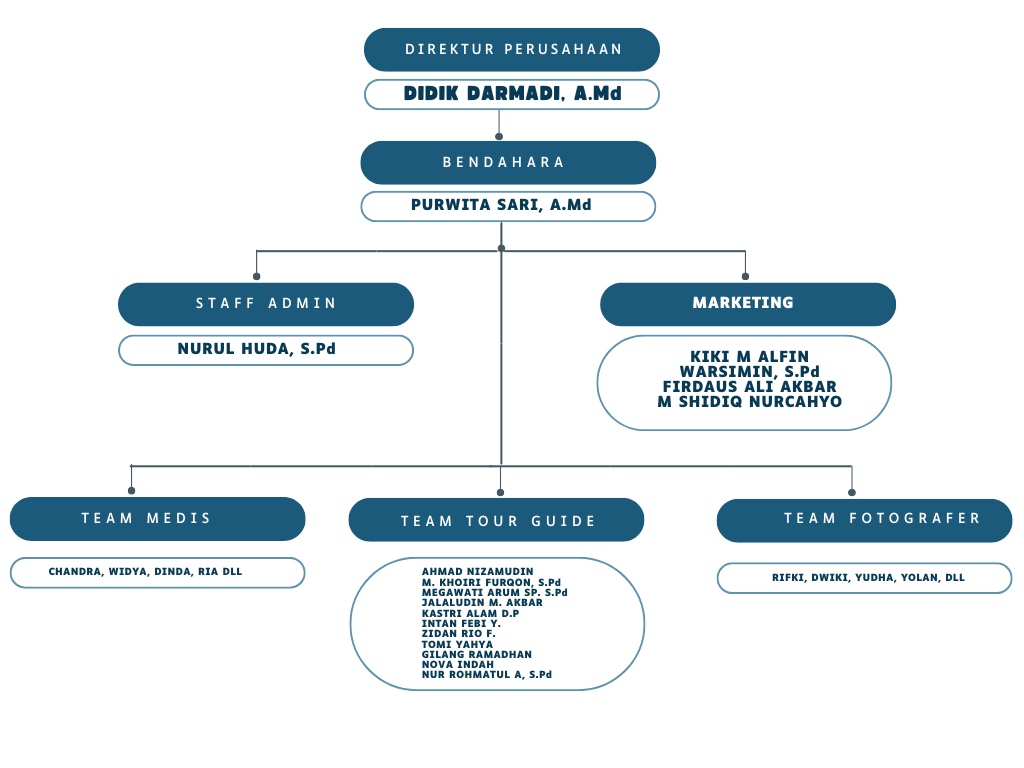 DIREKTUR PERUSAHAAN
DIDIK DARMADI, A.Md
BENDAHARA
PURWITA SARI, A.Md
STAFF ADMIN
NURUL HUDA, S.Pd
MARKETING
KIKI M ALFIN
WARSIMIN, S.Pd
FIRDAUS ALI AKBAR
M SHIDIQ NURCAHYO
TEAM MEDIS
CHANDRA, WIDYA, DINDA, RIA DLL
TEAM TOUR GUIDE
AHMAD NIZAMUDIN
M. KHOIRI FURQON, S.Pd
MEGAWATI ARUM SP. S.Pd
JALALUDIN M. AKBAR
KASTRI ALAM D.P
INTAN FEBI Y.
ZIDAN RIO F.
TOMI YAHYA
GILANG RAMADHAN
NOVA INDAH
NUR ROHMATUL A, S.Pd
TEAM FOTOGRAFER
RIFKI, DWIKI, YUDHA, YOLAN, DLL